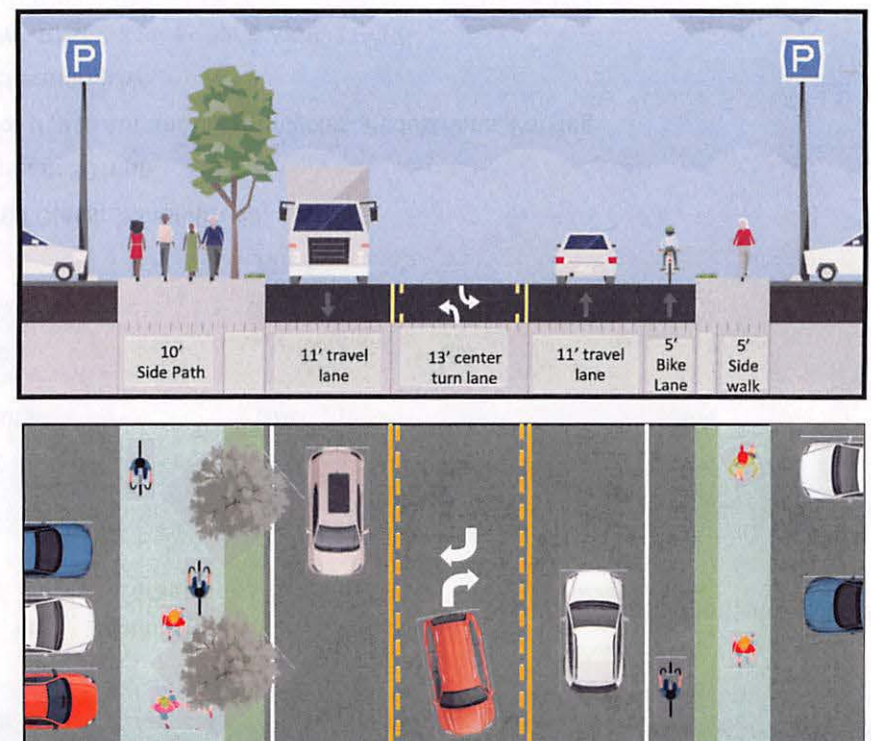 P
P
10’
Side Path
11’ travel
lane
13’ center
turn lane
11’ travel
lane
5’
Bike
Lane
5’
Side
walk